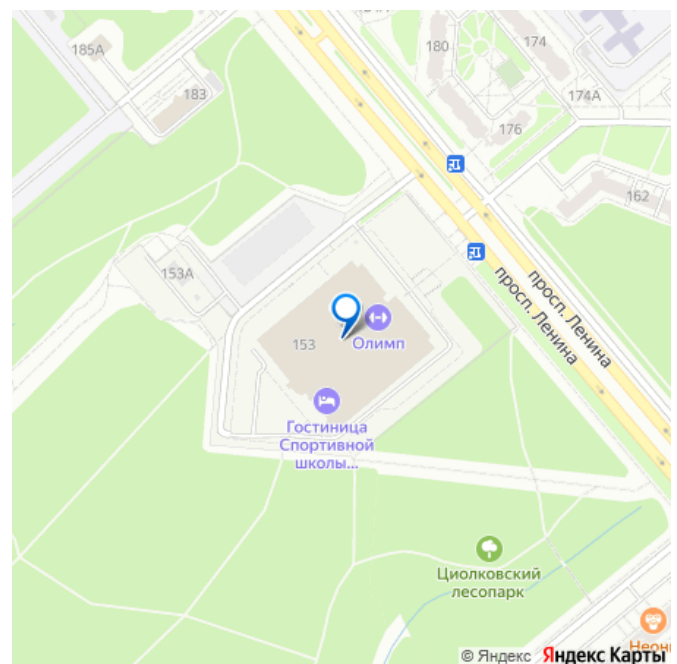 185А
183
180
174
174А
176
162
153А
просп. Ленина
просп. Ленина
153
Олимп
Гостиница
Спортивной
школы...
Циолковский
лесопарк
© Яндекс Яндекс Карты